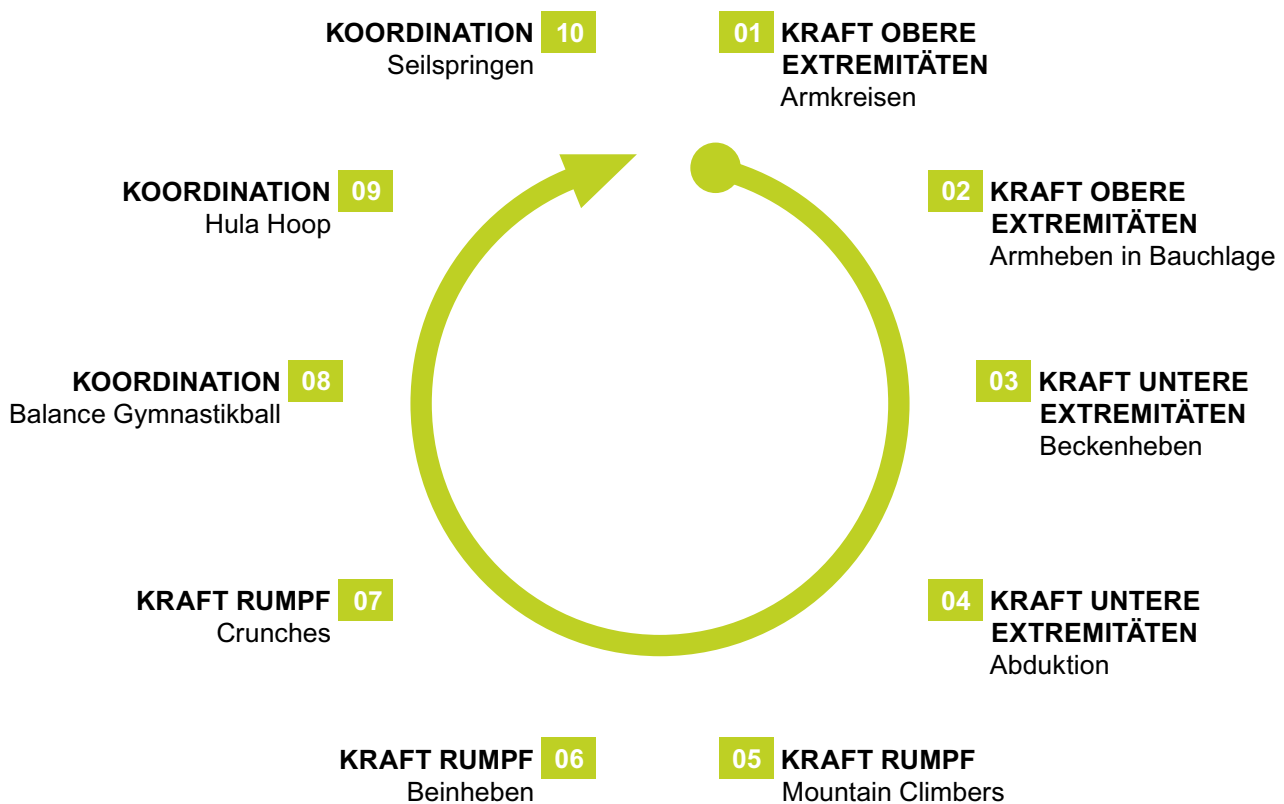 01 KRAFT OBERE
EXTREMITÄTEN
Armkreisen
02 KRAFT OBERE
EXTREMITÄTEN
Armheben in Bauchlage
03 KRAFT UNTERE
EXTREMITÄTEN
Beckenheben
04 KRAFT UNTERE
EXTREMITÄTEN
Abduktion
05 KRAFT RUMPF
Mountain Climbers
KRAFT RUMPF 06
Beinheben
KRAFT RUMPF 07
Crunches
KOORDINATION 08
Balance Gymnastikball
KOORDINATION 09
Hula Hoop
KOORDINATION 10
Seilspringen